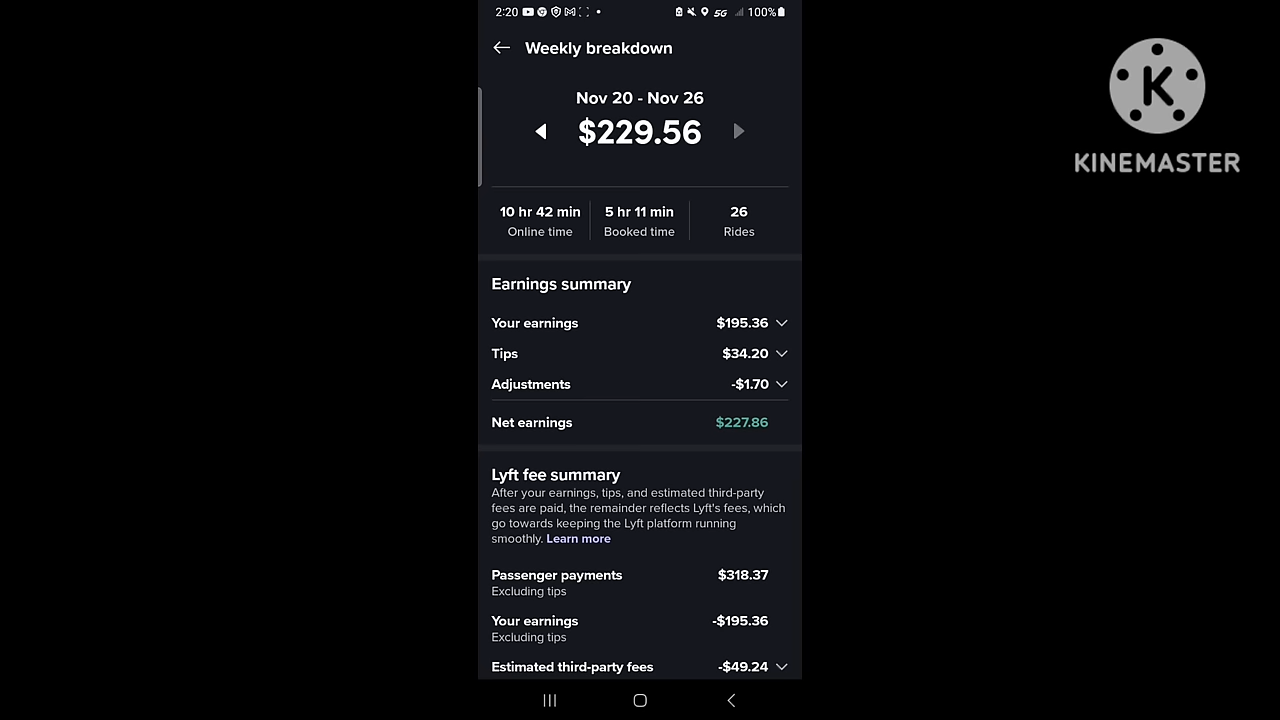 2:20
5G
100%
Weekly breakdown
Nov 20 - Nov 26
$229.56
10 hr 42 min
Online time
5 hr 11 min
Booked time
26
Rides
Earnings summary
Your earnings $195.36
Tips $34.20
Adjustments -$1.70
Net earnings $227.86
Lyft fee summary
After your earnings, tips, and estimated third-party
fees are paid, the remainder reflects Lyft's fees, which
go towards keeping the Lyft platform running
smoothly. Learn more
Passenger payments $318.37
Excluding tips
Your earnings -$195.36
Excluding tips
Estimated third-party fees -$49.24
K
KINEMASTER